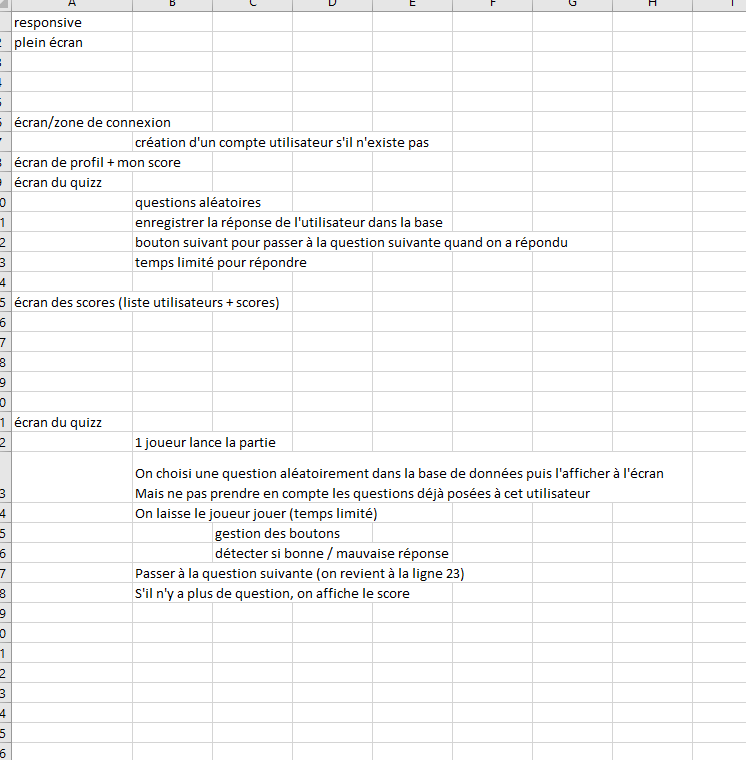 A B C D E F G H I
1 responsive
2 plein écran
3
4
5
6 écran/zone de connexion
7 création d'un compte utilisateur s'il n'existe pas
8 écran de profil + mon score
9 écran du quizz
0 questions aléatoires
1 enregistrer la réponse de l'utilisateur dans la base
2 bouton suivant pour passer à la question suivante quand on a répondu
3 temps limité pour répondre
4
5 écran des scores (liste utilisateurs + scores)
6
7
8
9
0
1 écran du quizz
2 1 joueur lance la partie
On choisi une question aléatoirement dans la base de données puis l'afficher à l'écran
3 Mais ne pas prendre en compte les questions déjà posées à cet utilisateur
4 On laisse le joueur jouer (temps limité)
5 gestion des boutons
6 détecter si bonne / mauvaise réponse
7 Passer à la question suivante (on revient à la ligne 23)
8 S'il n'y a plus de question, on affiche le score
9
0
1
2
3
4
5
6